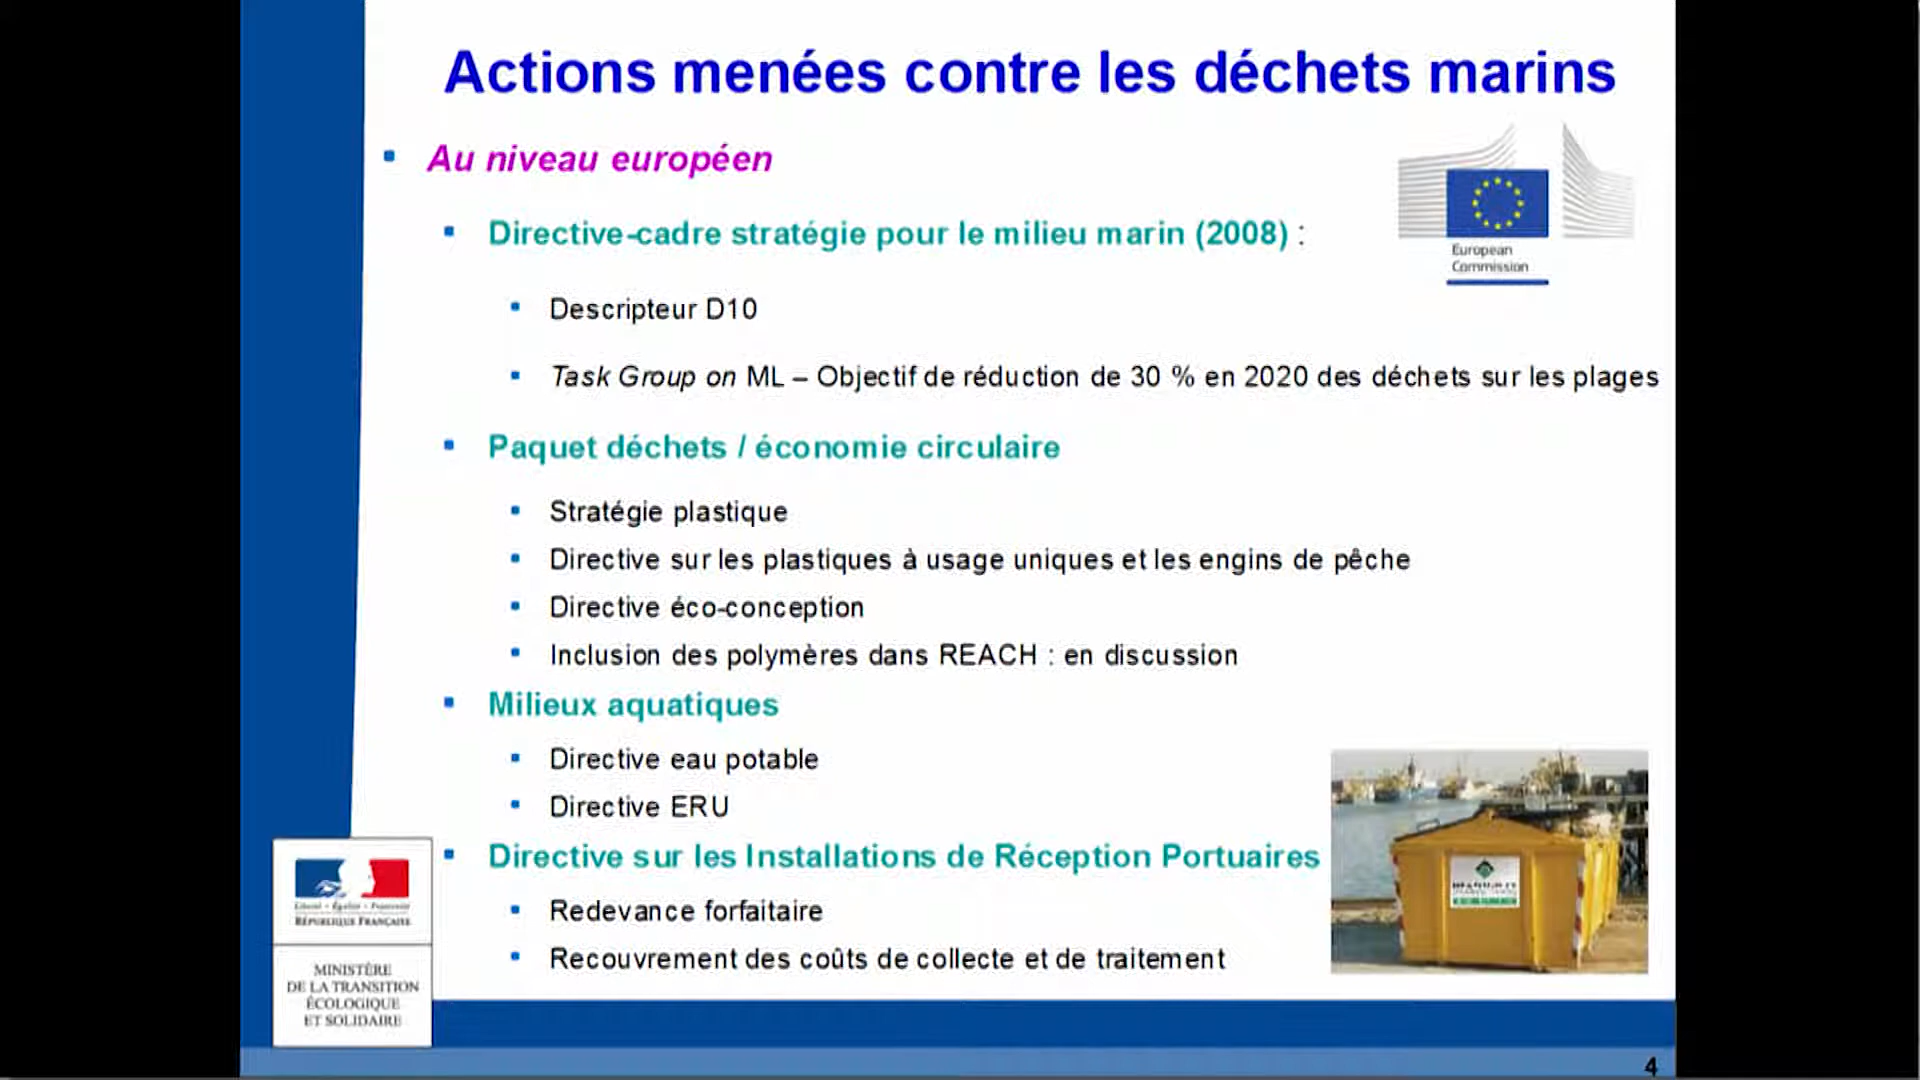 Actions menées contre les déchets marins
Au niveau européen
Directive-cadre stratégie pour le milieu marin (2008) :
European
Commission
Descripteur D10
Task Group on ML – Objectif de réduction de 30 % en 2020 des déchets sur les plages
Paquet déchets / économie circulaire
Stratégie plastique
Directive sur les plastiques à usage uniques et les engins de pêche
Directive éco-conception
Inclusion des polymères dans REACH : en discussion
Milieux aquatiques
Directive eau potable
Directive ERU
Directive sur les Installations de Réception Portuaires
Redevance forfaitaire
Recouvrement des coûts de collecte et de traitement
Liberté • Égalité • Fraternité
RÉPUBLIQUE FRANÇAISE
MINISTÈRE
DE LA TRANSITION
ÉCOLOGIQUE
ET SOLIDAIRE
4